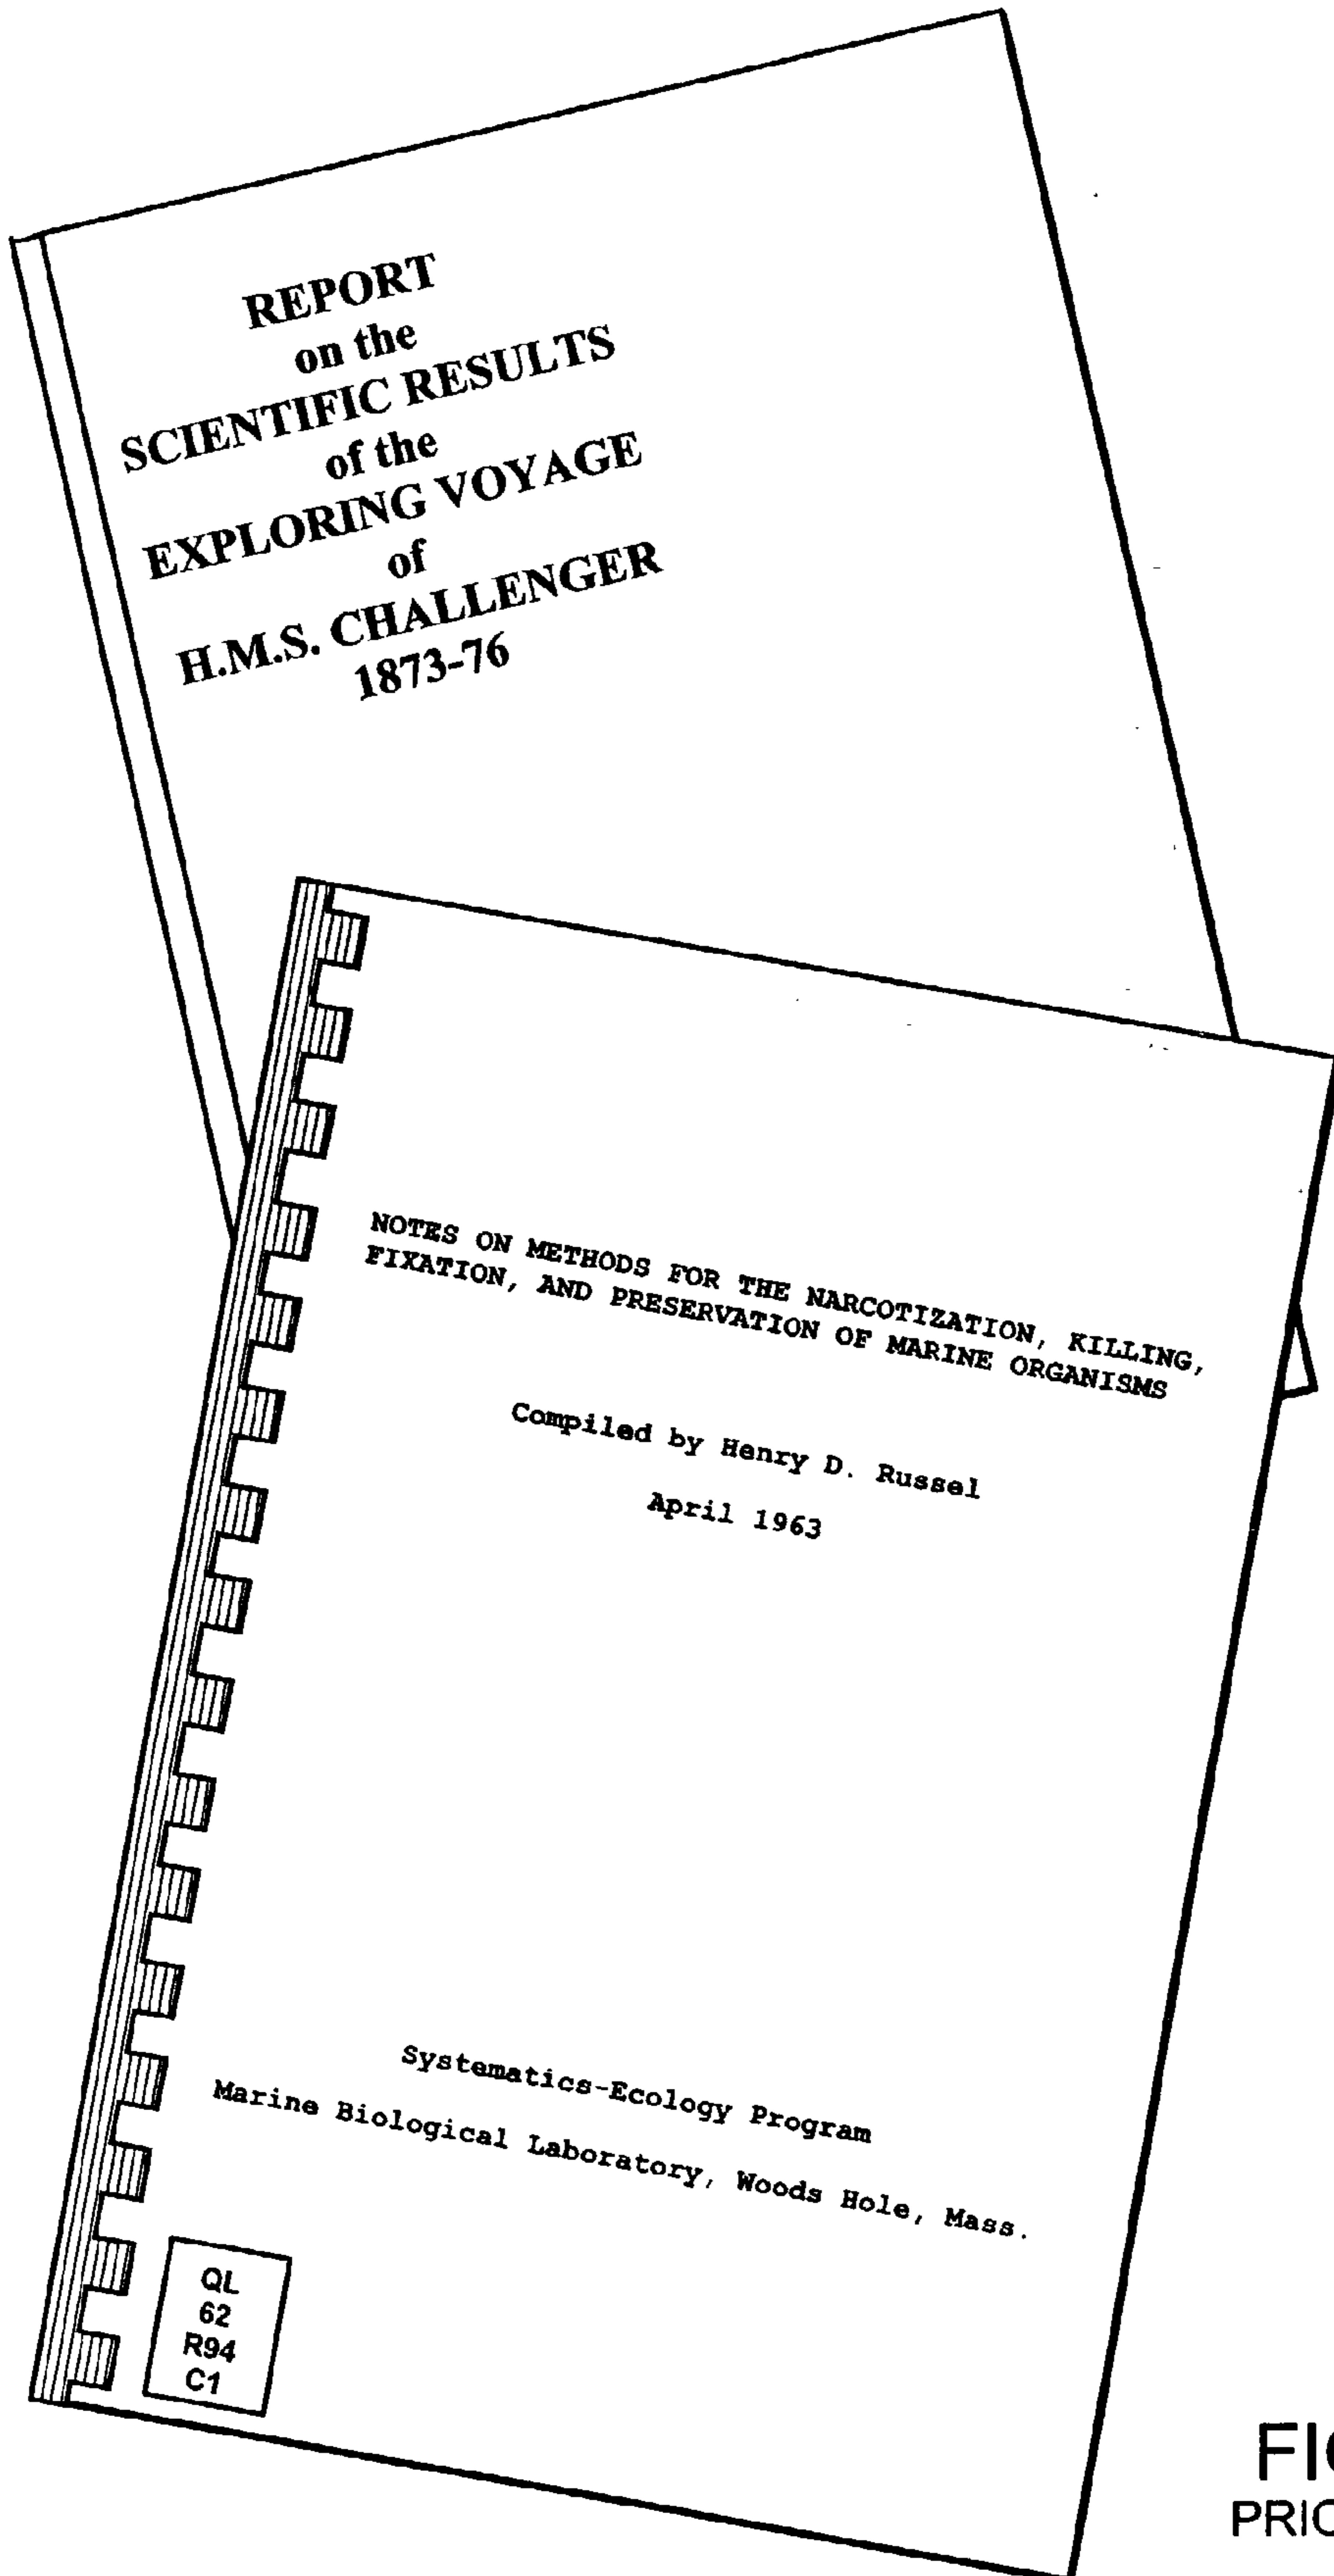 REPORT
on the
SCIENTIFIC RESULTS
of the
EXPLORING VOYAGE
of
H.M.S. CHALLENGER
1873-76
NOTES ON METHODS FOR THE NARCOTIZATION, KILLING,
FIXATION, AND PRESERVATION OF MARINE ORGANISMS
Compiled by Henry D. Russel
April 1963
Systematics-Ecology Program
Marine Biological Laboratory, Woods Hole, Mass.
QL
62
R94
C1